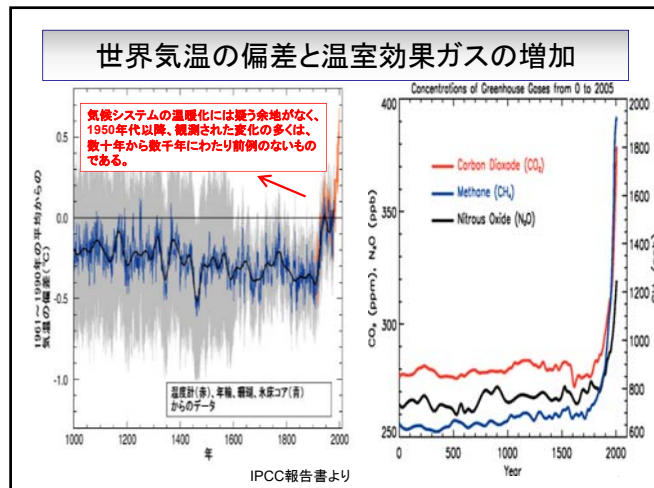 世界気温の偏差と温室効果ガスの増加
気候システムの温暖化には疑う余地がなく、
1950年代以降、観測された変化の多くは、
数十年から数千年にわたり前例のないもの
である。
1961~1990年の平均からの
気温の偏差(℃)
0.5
0.0
-0.5
-1.0
温度計(赤)、年輪、珊瑚、氷床コア(青)
からのデータ
1000 1200 1400 1600 1800 2000
年
Concentrations of Greenhouse Gases from 0 to 2005
CO₂ (ppm), N₂O (ppb)
400
350
300
250
Carbon Dioxide (CO₂)
Methane (CH₄)
Nitrous Oxide (N₂O)
2000
1800
1600
1400
1200
1000
800
600
0 500 1000 1500 2000
Year
IPCC報告書より